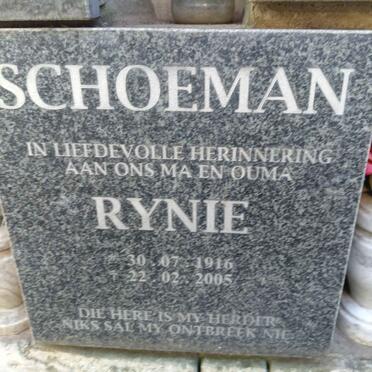 SCHOEMAN
IN LIEFDEVOLLE HERINNERING
AAN ONS MA EN OUMA
RYNIE
* 30 . 07 . 1916
† 22 . 02 . 2005
DIE HERE IS MY HERDER
NIKS SAL MY ONTBREEK NIE